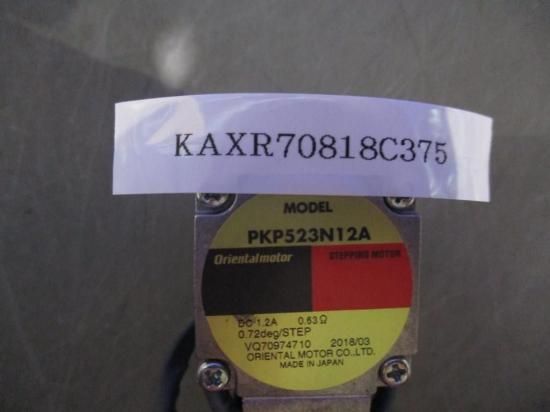 KAXR70818C375
MODEL
PKP523N12A
Orientalmotor STEPPING MOTOR
DC 1.2A 0.63Ω
0.72deg/STEP
VQ70974710 2018/03
ORIENTAL MOTOR CO.,LTD.
MADE IN JAPAN